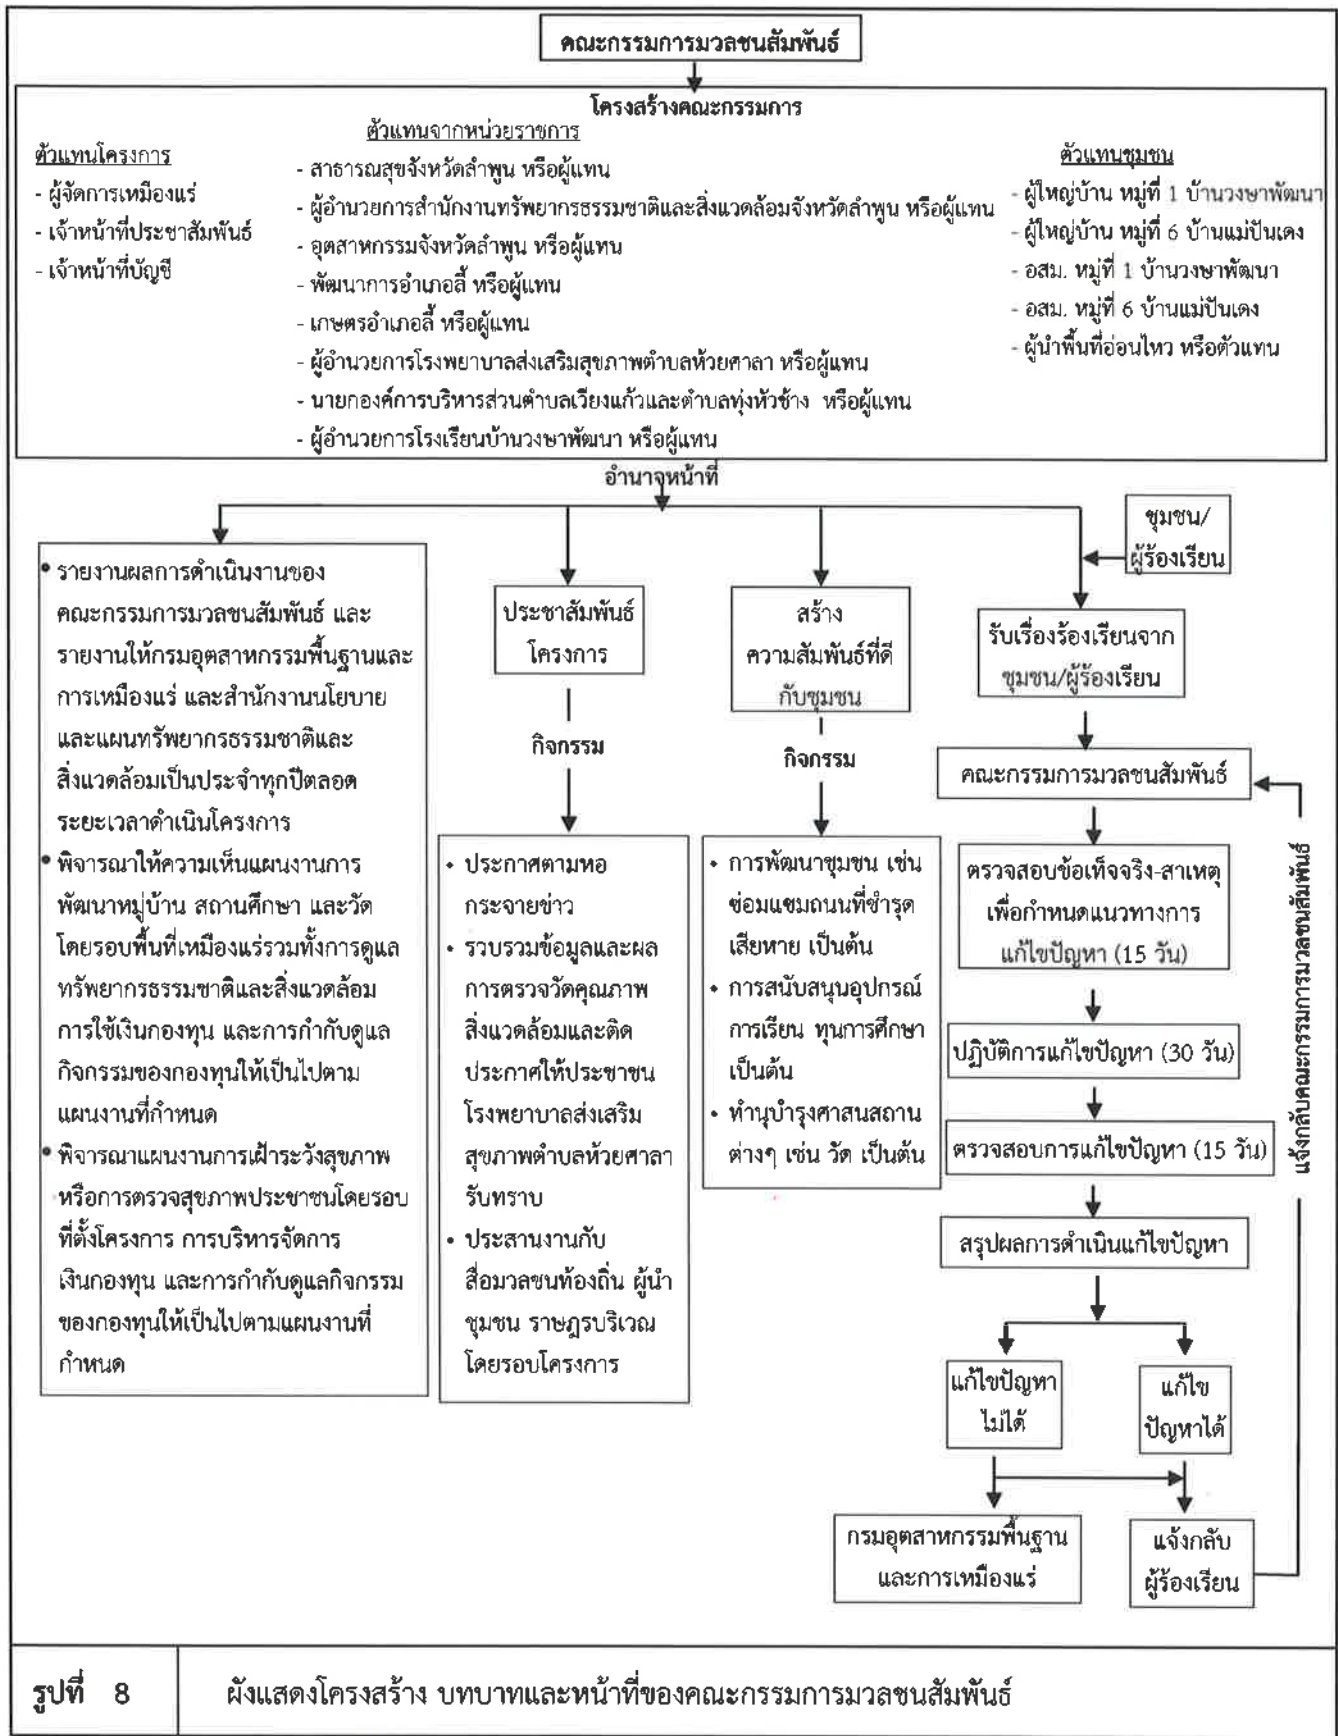 คณะกรรมการมวลชนสัมพันธ์
โครงสร้างคณะกรรมการ
ตัวแทนโครงการ
- ผู้จัดการเหมืองแร่
- เจ้าหน้าที่ประชาสัมพันธ์
- เจ้าหน้าที่บัญชี
ตัวแทนจากหน่วยราชการ
- สาธารณสุขจังหวัดลำพูน หรือผู้แทน
- ผู้อำนวยการสำนักงานทรัพยากรธรรมชาติและสิ่งแวดล้อมจังหวัดลำพูน หรือผู้แทน
- อุตสาหกรรมจังหวัดลำพูน หรือผู้แทน
- พัฒนาการอำเภอลี้ หรือผู้แทน
- เกษตรอำเภอลี้ หรือผู้แทน
- ผู้อำนวยการโรงพยาบาลส่งเสริมสุขภาพตำบลห้วยศาลา หรือผู้แทน
- นายกองค์การบริหารส่วนตำบลเวียงแก้วและตำบลทุ่งหัวช้าง หรือผู้แทน
- ผู้อำนวยการโรงเรียนบ้านวงษาพัฒนา หรือผู้แทน
ตัวแทนชุมชน
- ผู้ใหญ่บ้าน หมู่ที่ 1 บ้านวงษาพัฒนา
- ผู้ใหญ่บ้าน หมู่ที่ 6 บ้านแม่ปันเดง
- อสม. หมู่ที่ 1 บ้านวงษาพัฒนา
- อสม. หมู่ที่ 6 บ้านแม่ปันเดง
- ผู้นำพื้นที่อ่อนไหว หรือตัวแทน
อำนาจหน้าที่
• รายงานผลการดำเนินงานของ
คณะกรรมการมวลชนสัมพันธ์ และ
รายงานให้กรมอุตสาหกรรมพื้นฐานและ
การเหมืองแร่ และสำนักงานนโยบาย
และแผนทรัพยากรธรรมชาติและ
สิ่งแวดล้อมเป็นประจำทุกปีตลอด
ระยะเวลาดำเนินโครงการ
• พิจารณาให้ความเห็นแผนงานการ
พัฒนาหมู่บ้าน สถานศึกษา และวัด
โดยรอบพื้นที่เหมืองแร่รวมทั้งการดูแล
ทรัพยากรธรรมชาติและสิ่งแวดล้อม
การใช้เงินกองทุน และการกำกับดูแล
กิจกรรมของกองทุนให้เป็นไปตาม
แผนงานที่กำหนด
• พิจารณาแผนงานการเฝ้าระวังสุขภาพ
หรือการตรวจสุขภาพประชาชนโดยรอบ
ที่ตั้งโครงการ การบริหารจัดการ
เงินกองทุน และการกำกับดูแลกิจกรรม
ของกองทุนให้เป็นไปตามแผนงานที่
กำหนด
ประชาสัมพันธ์
โครงการ
กิจกรรม
• ประกาศตามหอ
กระจายข่าว
• รวบรวมข้อมูลและผล
การตรวจวัดคุณภาพ
สิ่งแวดล้อมและติด
ประกาศให้ประชาชน
โรงพยาบาลส่งเสริม
สุขภาพตำบลห้วยศาลา
รับทราบ
• ประสานงานกับ
สื่อมวลชนท้องถิ่น ผู้นำ
ชุมชน ราษฎรบริเวณ
โดยรอบโครงการ
สร้าง
ความสัมพันธ์ที่ดี
กับชุมชน
กิจกรรม
• การพัฒนาชุมชน เช่น
ซ่อมแซมถนนที่ชำรุด
เสียหาย เป็นต้น
• การสนับสนุนอุปกรณ์
การเรียน ทุนการศึกษา
เป็นต้น
• ทำนุบำรุงศาสนสถาน
ต่างๆ เช่น วัด เป็นต้น
ชุมชน/
ผู้ร้องเรียน
รับเรื่องร้องเรียนจาก
ชุมชน/ผู้ร้องเรียน
คณะกรรมการมวลชนสัมพันธ์
ตรวจสอบข้อเท็จจริง-สาเหตุ
เพื่อกำหนดแนวทางการ
แก้ไขปัญหา (15 วัน)
ปฏิบัติการแก้ไขปัญหา (30 วัน)
ตรวจสอบการแก้ไขปัญหา (15 วัน)
สรุปผลการดำเนินแก้ไขปัญหา
แก้ไขปัญหา
ไม่ได้
แก้ไข
ปัญหาได้
กรมอุตสาหกรรมพื้นฐาน
และการเหมืองแร่
แจ้งกลับ
ผู้ร้องเรียน
แจ้งกลับคณะกรรมการมวลชนสัมพันธ์
รูปที่ 8
ผังแสดงโครงสร้าง บทบาทและหน้าที่ของคณะกรรมการมวลชนสัมพันธ์